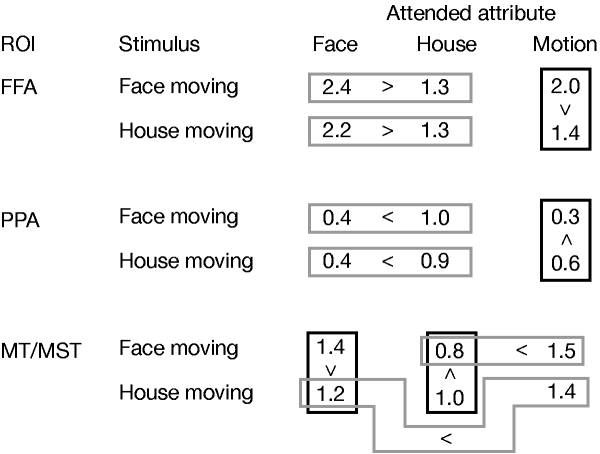 Attended attribute
ROI Stimulus Face House Motion
FFA Face moving 2.4 > 1.3 2.0
>
House moving 2.2 > 1.3 1.4
PPA Face moving 0.4 < 1.0 0.3
<
House moving 0.4 < 0.9 0.6
MT/MST Face moving 1.4 0.8 < 1.5
> <
House moving 1.2 1.0 1.4
<